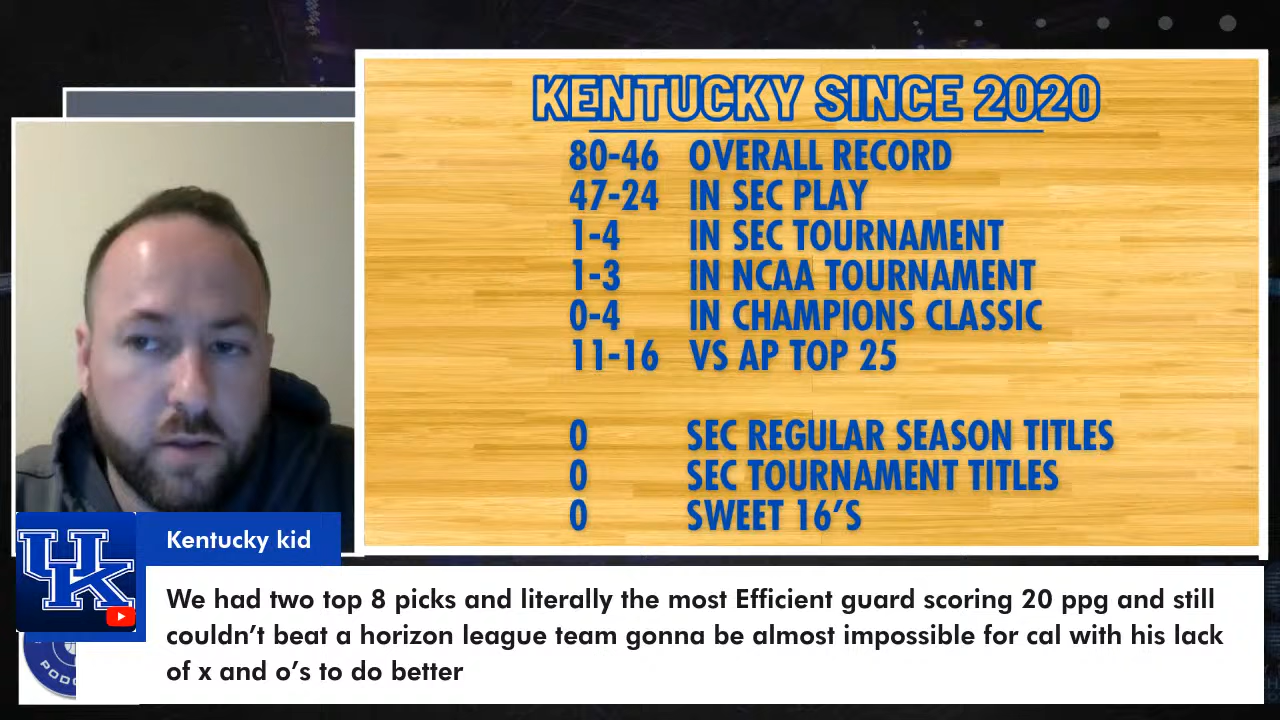 KENTUCKY SINCE 2020
80-46 OVERALL RECORD
47-24 IN SEC PLAY
1-4 IN SEC TOURNAMENT
1-3 IN NCAA TOURNAMENT
0-4 IN CHAMPIONS CLASSIC
11-16 VS AP TOP 25
0 SEC REGULAR SEASON TITLES
0 SEC TOURNAMENT TITLES
0 SWEET 16'S
UK
Kentucky kid
We had two top 8 picks and literally the most Efficient guard scoring 20 ppg and still
couldn't beat a horizon league team gonna be almost impossible for cal with his lack
of x and o's to do better